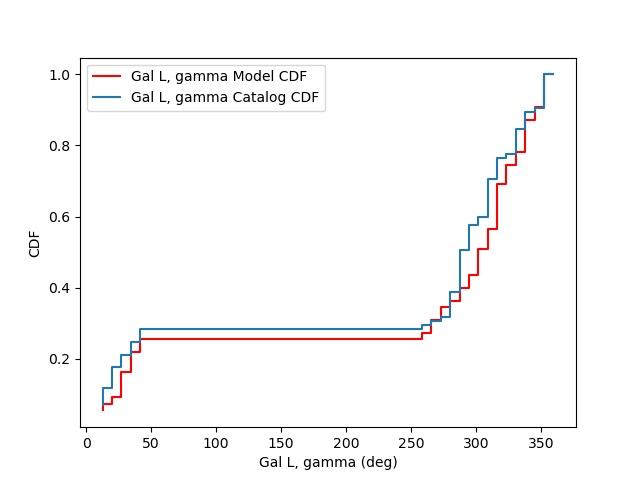 Gal L, gamma Model CDF
Gal L, gamma Catalog CDF
CDF
1.0
0.8
0.6
0.4
0.2
0 50 100 150 200 250 300 350
Gal L, gamma (deg)